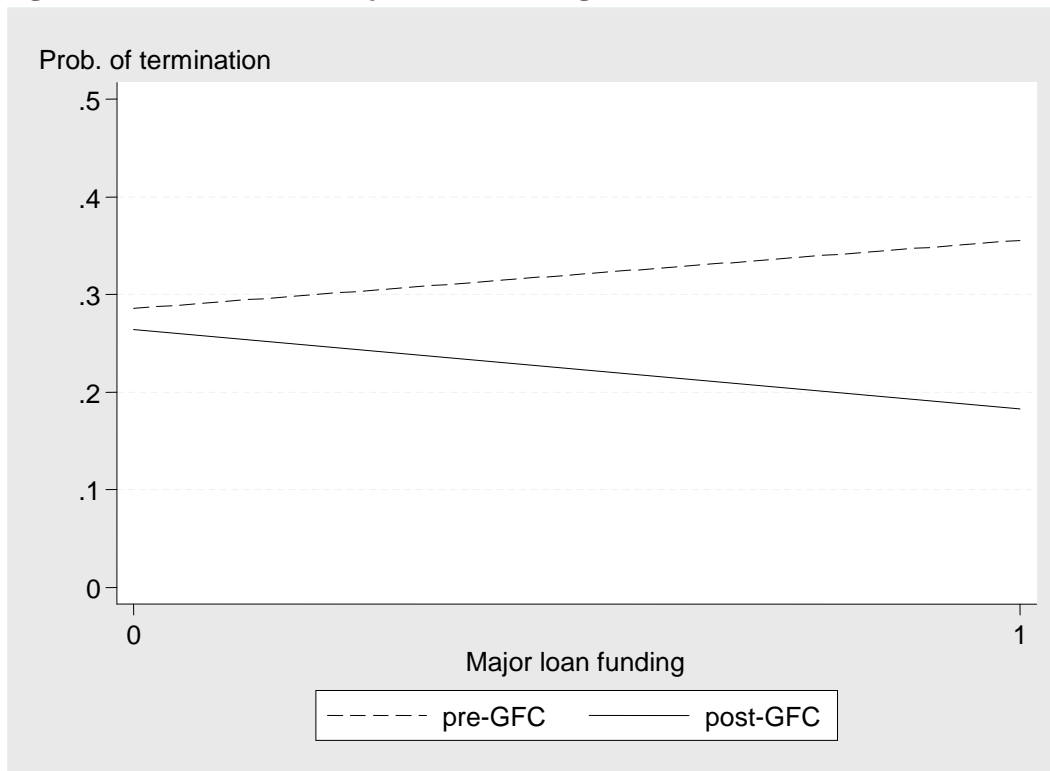 Prob. of termination
.5
.4
.3
.2
.1
0
0 1
Major loan funding
pre-GFC post-GFC